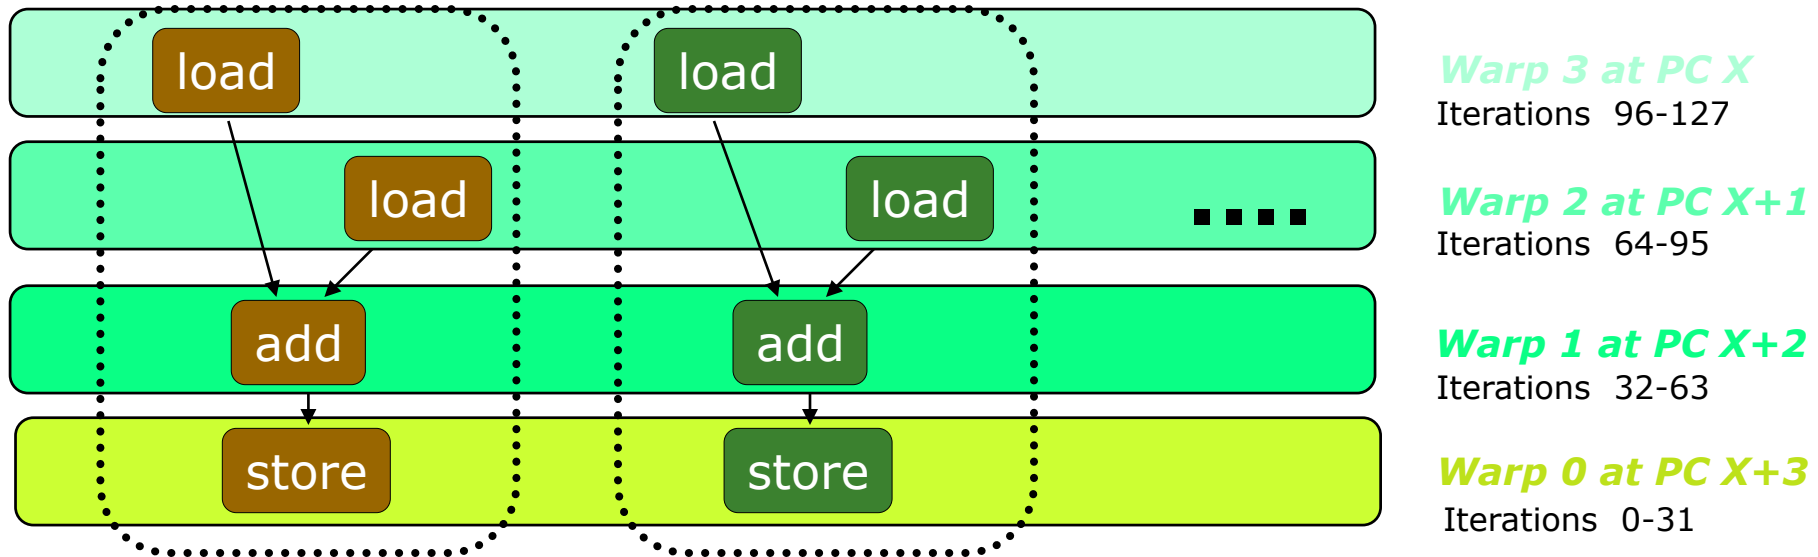 load load
Warp 3 at PC X
Iterations 96-127
load load
Warp 2 at PC X+1
Iterations 64-95
add add
Warp 1 at PC X+2
Iterations 32-63
store store
Warp 0 at PC X+3
Iterations 0-31